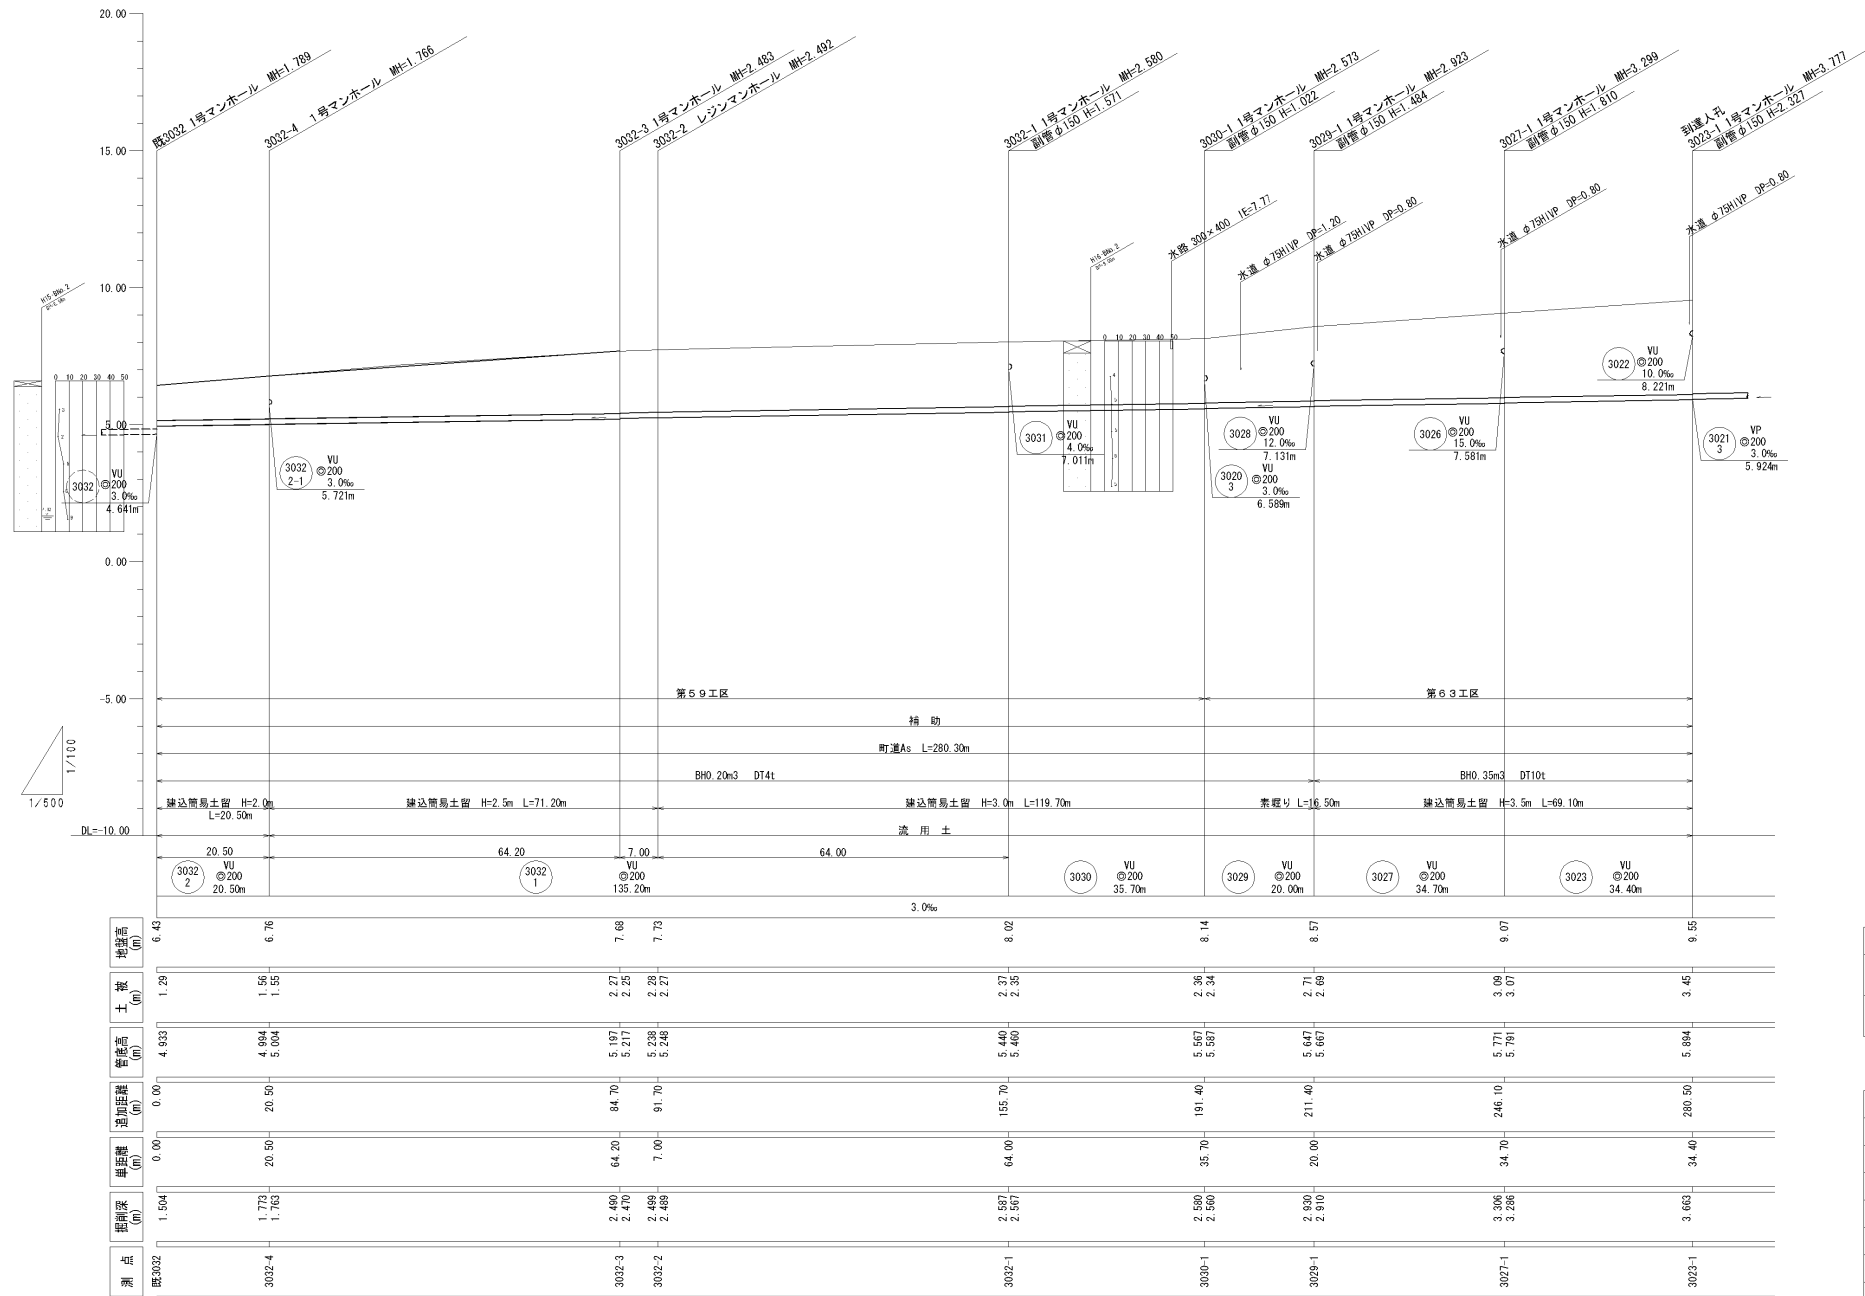 20.00
15.00
10.00
5.00
0.00
-5.00
DL=-10.00
1/100
1/500
既3032 1号マンホール MH=1.789
3032-4 1号マンホール MH=1.766
3032-3 1号マンホール MH=2.483
3032-2 レジンマンホール MH=2.492
3032-1 1号マンホール MH=2.580
副管φ150 H=1.571
3030-1 1号マンホール MH=2.573
副管φ150 H=1.022
3029-1 1号マンホール MH=2.923
副管φ150 H=1.484
3027-1 1号マンホール MH=3.299
副管φ150 H=1.810
到達人孔
3023-1 1号マンホール MH=3.777
副管φ150 H=2.327
水路 300×400 IE=7.77
水道 φ75HIVP DP=1.20
水道 φ75HIVP DP=0.80
水道 φ75HIVP DP=0.80
水道 φ75HIVP DP=0.80
H15-BNo.2
H16-BNo.2
0 10 20 30 40 50
0 10 20 30 40 50
3032
VU
◎200
3.0‰
4.641m
3032
2-1
VU
◎200
3.0‰
5.721m
3031
VU
◎200
4.0‰
7.011m
3028
VU
◎200
12.0‰
7.131m
3020
3
VU
◎200
3.0‰
6.589m
3026
VU
◎200
15.0‰
7.581m
3022
VU
◎200
10.0‰
8.221m
3021
3
VP
◎200
3.0‰
5.924m
第59工区 第63工区
補 助
町道As L=280.30m
BH0.20m3 DT4t BH0.35m3 DT10t
建込簡易土留 H=2.0m
L=20.50m
建込簡易土留 H=2.5m L=71.20m
建込簡易土留 H=3.0m L=119.70m
素堀り L=16.50m
建込簡易土留 H=3.5m L=69.10m
流 用 土
20.50 64.20 7.00 64.00
3032
2
VU
◎200
20.50m
3032
1
VU
◎200
135.20m
3030
VU
◎200
35.70m
3029
VU
◎200
20.00m
3027
VU
◎200
34.70m
3023
VU
◎200
34.40m
3.0‰
地盤高
(m)
6.43 6.76 7.68 7.73 8.02 8.14 8.57 9.07 9.55
土 被
(m)
1.29 1.56 1.55 2.27 2.25 2.28 2.27 2.37 2.35 2.36 2.34 2.71 2.69 3.09 3.07 3.45
管底高
(m)
4.933 4.994 5.004 5.197 5.217 5.238 5.248 5.440 5.460 5.567 5.587 5.647 5.667 5.771 5.791 5.894
追加距離
(m)
0.00 20.50 84.70 91.70 155.70 191.40 211.40 246.10 280.50
単距離
(m)
0.00 20.50 64.20 7.00 64.00 35.70 20.00 34.70 34.40
掘削深
(m)
1.504 1.773 1.763 2.490 2.470 2.499 2.489 2.587 2.567 2.580 2.560 2.930 2.910 3.306 3.286 3.663
測 点
既3032 3032-4 3032-3 3032-2 3032-1 3030-1 3029-1 3027-1 3023-1